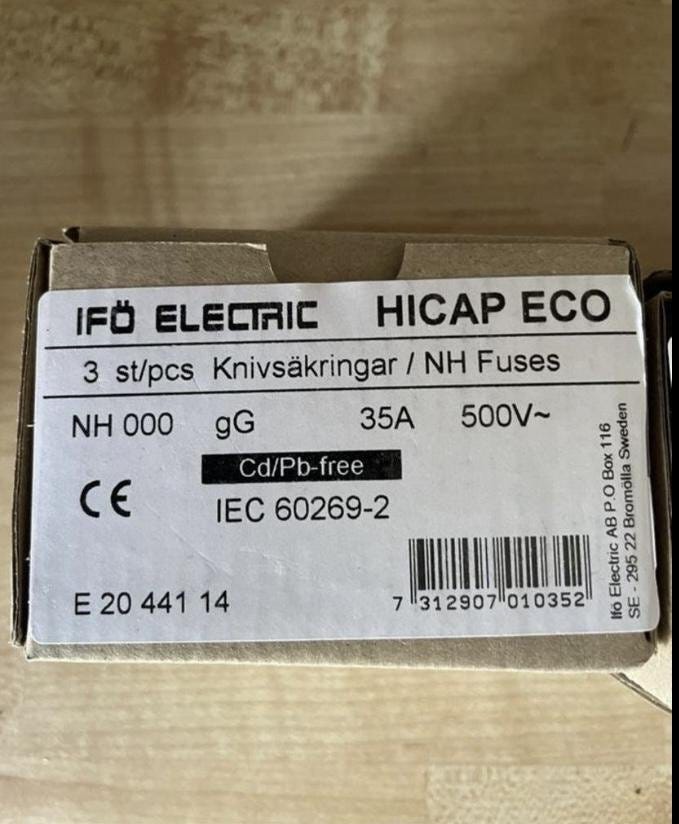 IFÖ ELECTRIC HICAP ECO
3 st/pcs Knivsäkringar / NH Fuses
NH 000 gG 35A 500V~
Cd/Pb-free
CE IEC 60269-2
E 20 441 14
7 312907 010352
Ifö Electric AB P.O Box 116
SE - 295 22 Bromölla Sweden